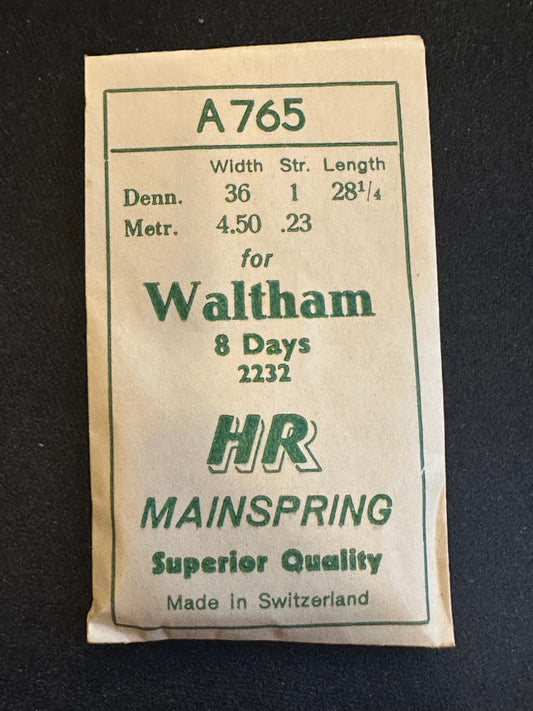 A765
Width Str. Length
Denn. 36 1 28¹/₄
Metr. 4.50 .23
for
Waltham
8 Days
2232
HR
MAINSPRING
Superior Quality
Made in Switzerland